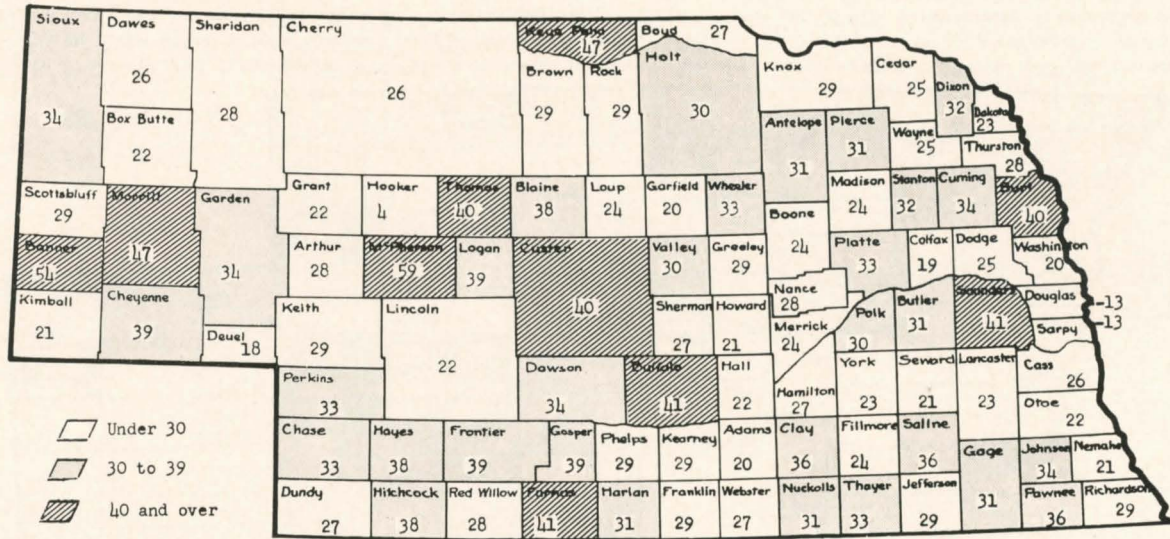 Sioux
34
Dawes
26
Sheridan
28
Cherry
26
Keya Paha
47
Boyd 27
Brown
29
Rock
29
Holt
30
Knox
29
Cedar
25
Dixon
32
Dakota
23
Box Butte
22
Antelope
31
Pierce
31
Wayne
25
Thurston
28
Scottsbluff
29
Morrill
47
Garden
34
Grant
22
Hooker
4
Thomas
40
Blaine
38
Loup
24
Garfield
20
Wheeler
33
Madison
24
Stanton
32
Cuming
34
Burt
40
Boone
24
Banner
54
Arthur
28
McPherson
59
Logan
39
Custer
40
Valley
30
Greeley
29
Platte
33
Colfax
19
Dodge
25
Washington
20
Kimball
21
Cheyenne
39
Deuel
18
Keith
29
Lincoln
22
Sherman
27
Howard
21
Nance
28
Merrick
24
Polk
30
Butler
31
Saunders
41
Douglas
13
Sarpy
13
Perkins
33
Dawson
34
Buffalo
41
Hall
22
Hamilton
27
York
23
Seward
21
Lancaster
23
Cass
26
Otoe
22
Under 30
30 to 39
40 and over
Chase
33
Hayes
38
Frontier
39
Gosper
39
Phelps
29
Kearney
29
Adams
20
Clay
36
Fillmore
24
Saline
36
Gage
31
Johnson
34
Nemaha
21
Dundy
27
Hitchcock
38
Red Willow
28
Furnas
41
Harlan
31
Franklin
29
Webster
27
Nuckolls
31
Thayer
33
Jefferson
29
Pawnee
36
Richardson
29